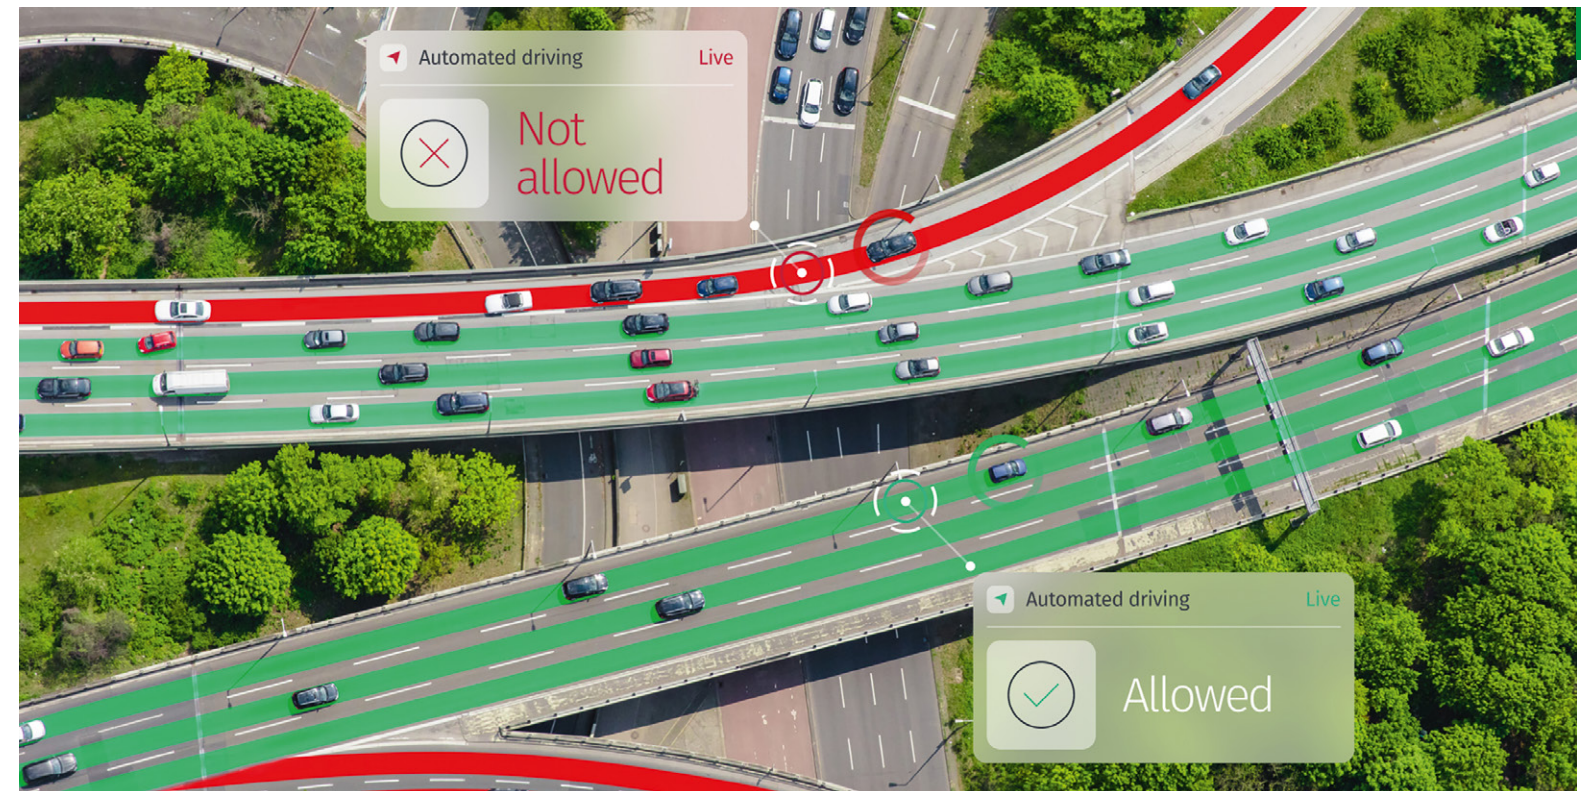 Automated driving
Live
Not
allowed
Automated driving
Live
Allowed